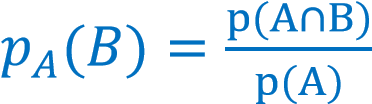 p_A(B) = p(A∩B) / p(A)